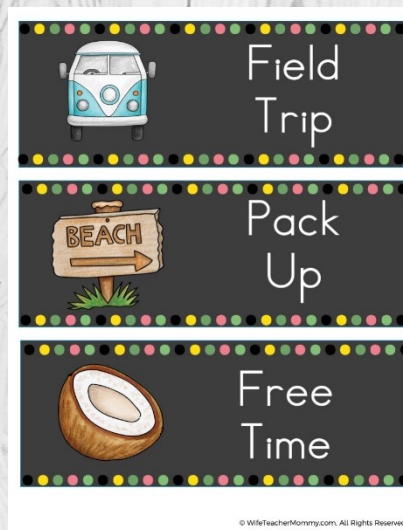 Field
Trip
BEACH
Pack
Up
Free
Time
© WifeTeacherMommy.com. All Rights Reserved